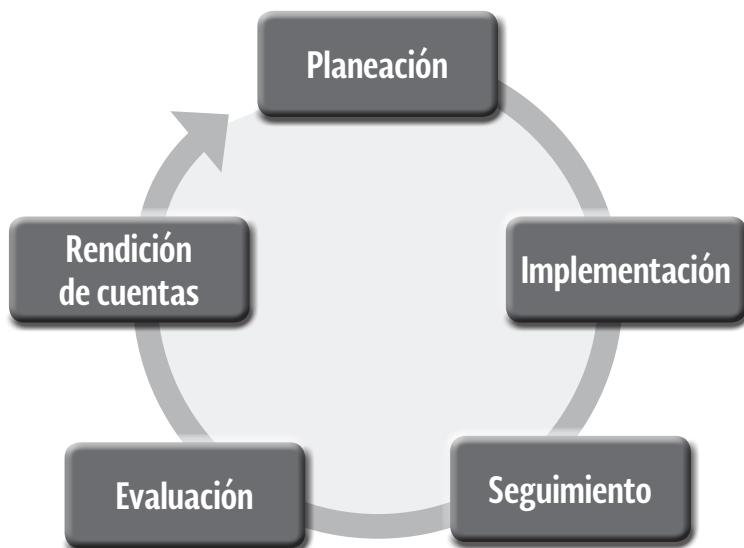 Planeación
Implementación
Seguimiento
Evaluación
Rendición
de cuentas